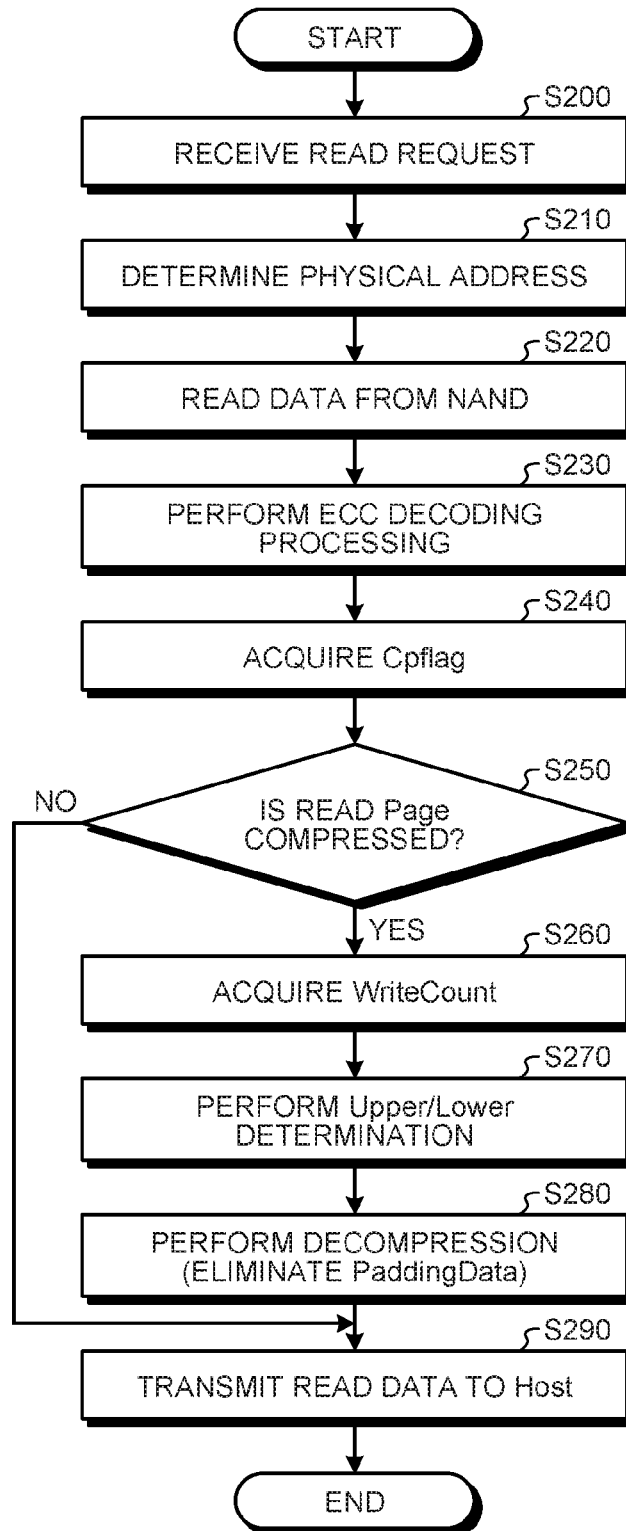 START
S200
RECEIVE READ REQUEST
S210
DETERMINE PHYSICAL ADDRESS
S220
READ DATA FROM NAND
S230
PERFORM ECC DECODING
PROCESSING
S240
ACQUIRE Cpflag
S250
NO
IS READ Page
COMPRESSED?
YES
S260
ACQUIRE WriteCount
S270
PERFORM Upper/Lower
DETERMINATION
S280
PERFORM DECOMPRESSION
(ELIMINATE PaddingData)
S290
TRANSMIT READ DATA TO Host
END